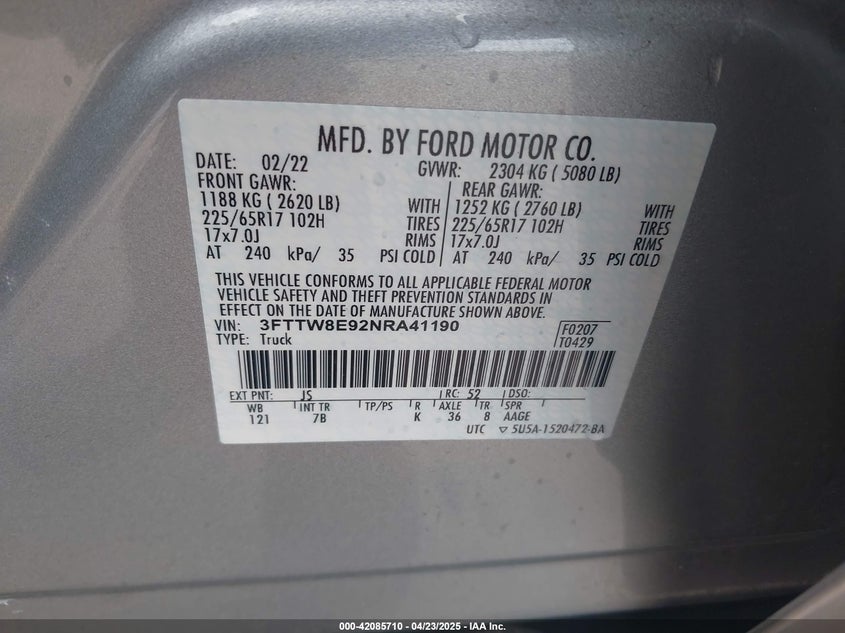 MFD. BY FORD MOTOR CO.
DATE: 02/22 GVWR: 2304 KG ( 5080 LB)
FRONT GAWR: REAR GAWR:
1188 KG ( 2620 LB) WITH 1252 KG ( 2760 LB) WITH
225/65R17 102H TIRES 225/65R17 102H TIRES
17x7.0J RIMS 17x7.0J RIMS
AT 240 kPa/ 35 PSI COLD AT 240 kPa/ 35 PSI COLD
THIS VEHICLE CONFORMS TO ALL APPLICABLE FEDERAL MOTOR
VEHICLE SAFETY AND THEFT PREVENTION STANDARDS IN
EFFECT ON THE DATE OF MANUFACTURE SHOWN ABOVE.
VIN: 3FTTW8E92NRA41190 F0207
TYPE: Truck T0429
EXT PNT: JS RC: 52 DSO:
WB INT TR TP/PS R AXLE TR SPR
121 7B K 36 8 AAGE
UTC ▽ 5U5A-1520472-BA
000-42085710 | 04/23/2025 - IAA Inc.